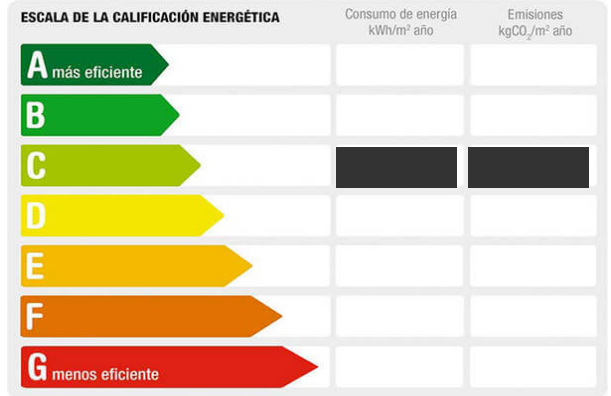 ESCALA DE LA CALIFICACIÓN ENERGÉTICA
Consumo de energía
kWh/m² año
Emisiones
kgCO₂/m² año
A más eficiente
B
C
D
E
F
G menos eficiente